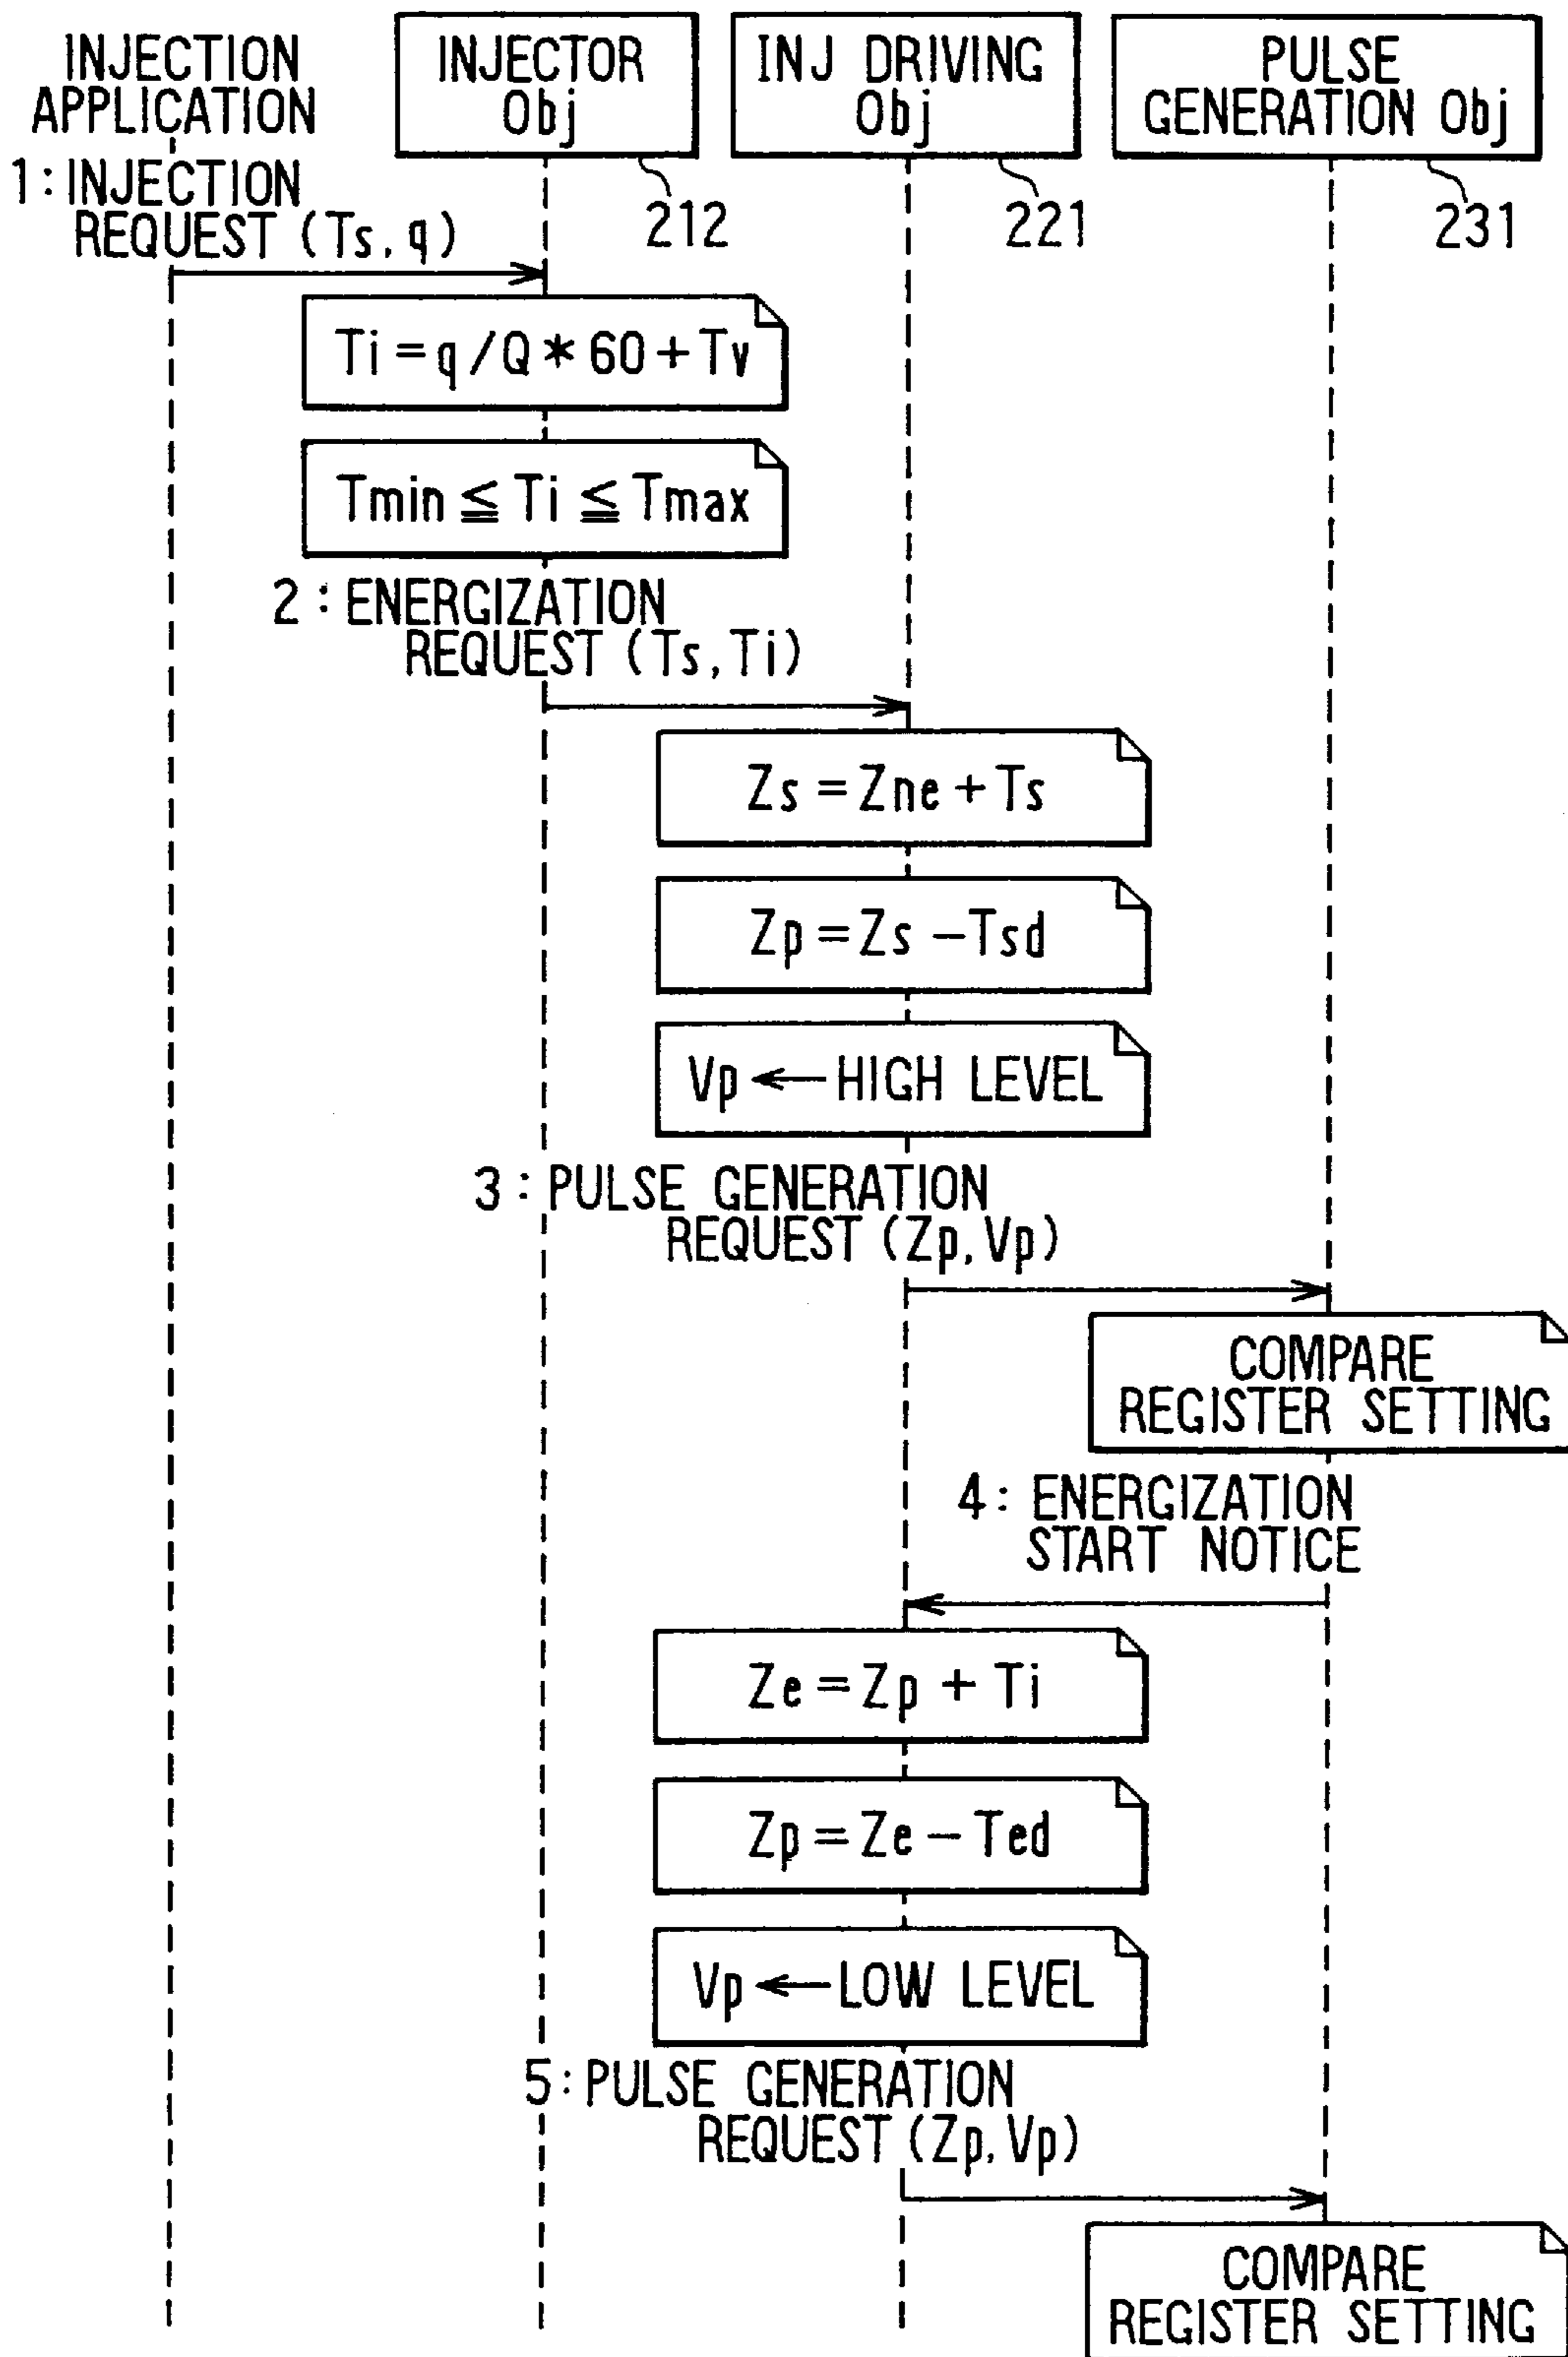 INJECTION
APPLICATION
INJECTOR
Obj
INJ DRIVING
Obj
PULSE
GENERATION Obj
212
221
231
1:INJECTION
REQUEST (Ts, q)
Ti = q/Q * 60 + Tv
Tmin ≦ Ti ≦ Tmax
2:ENERGIZATION
REQUEST (Ts, Ti)
Zs = Zne + Ts
Zp = Zs - Tsd
Vp ← HIGH LEVEL
3:PULSE GENERATION
REQUEST (Zp, Vp)
COMPARE
REGISTER SETTING
4: ENERGIZATION
START NOTICE
Ze = Zp + Ti
Zp = Ze - Ted
Vp ← LOW LEVEL
5:PULSE GENERATION
REQUEST (Zp, Vp)
COMPARE
REGISTER SETTING